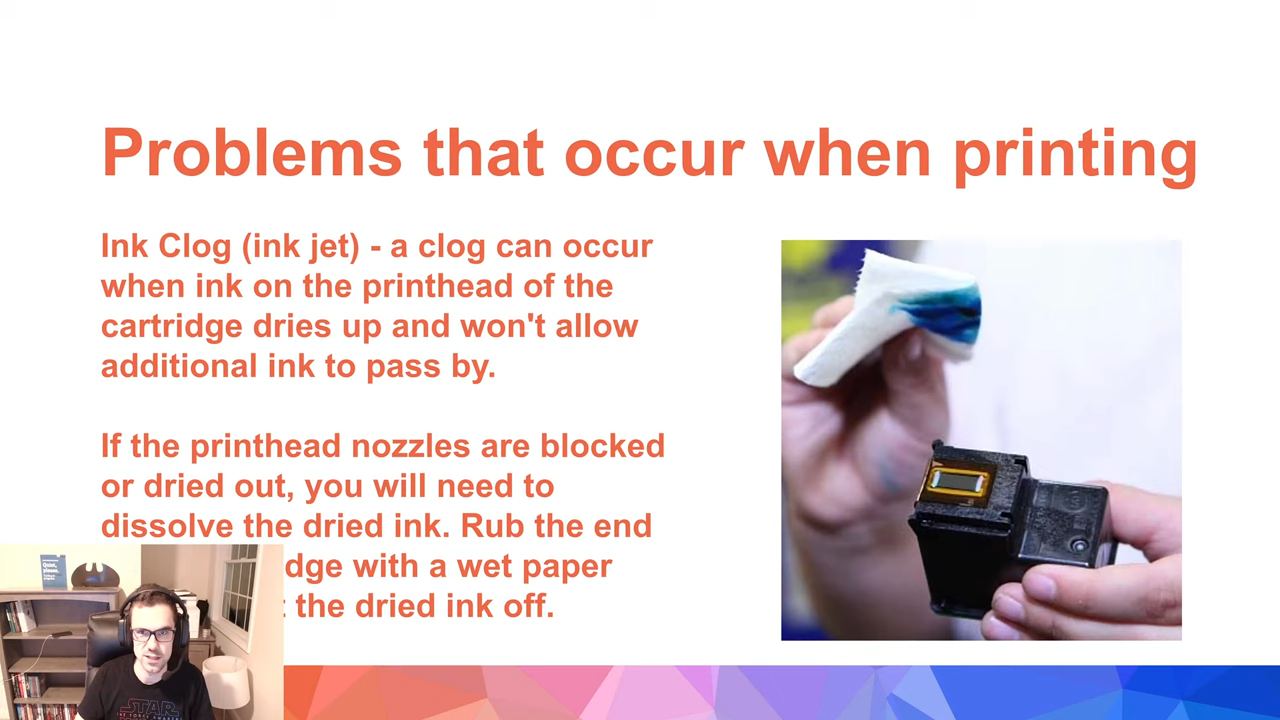 Problems that occur when printing
Ink Clog (ink jet) - a clog can occur
when ink on the printhead of the
cartridge dries up and won't allow
additional ink to pass by.
If the printhead nozzles are blocked
or dried out, you will need to
dissolve the dried ink. Rub the end
dge with a wet paper
the dried ink off.
Quiet,
please.
STAR